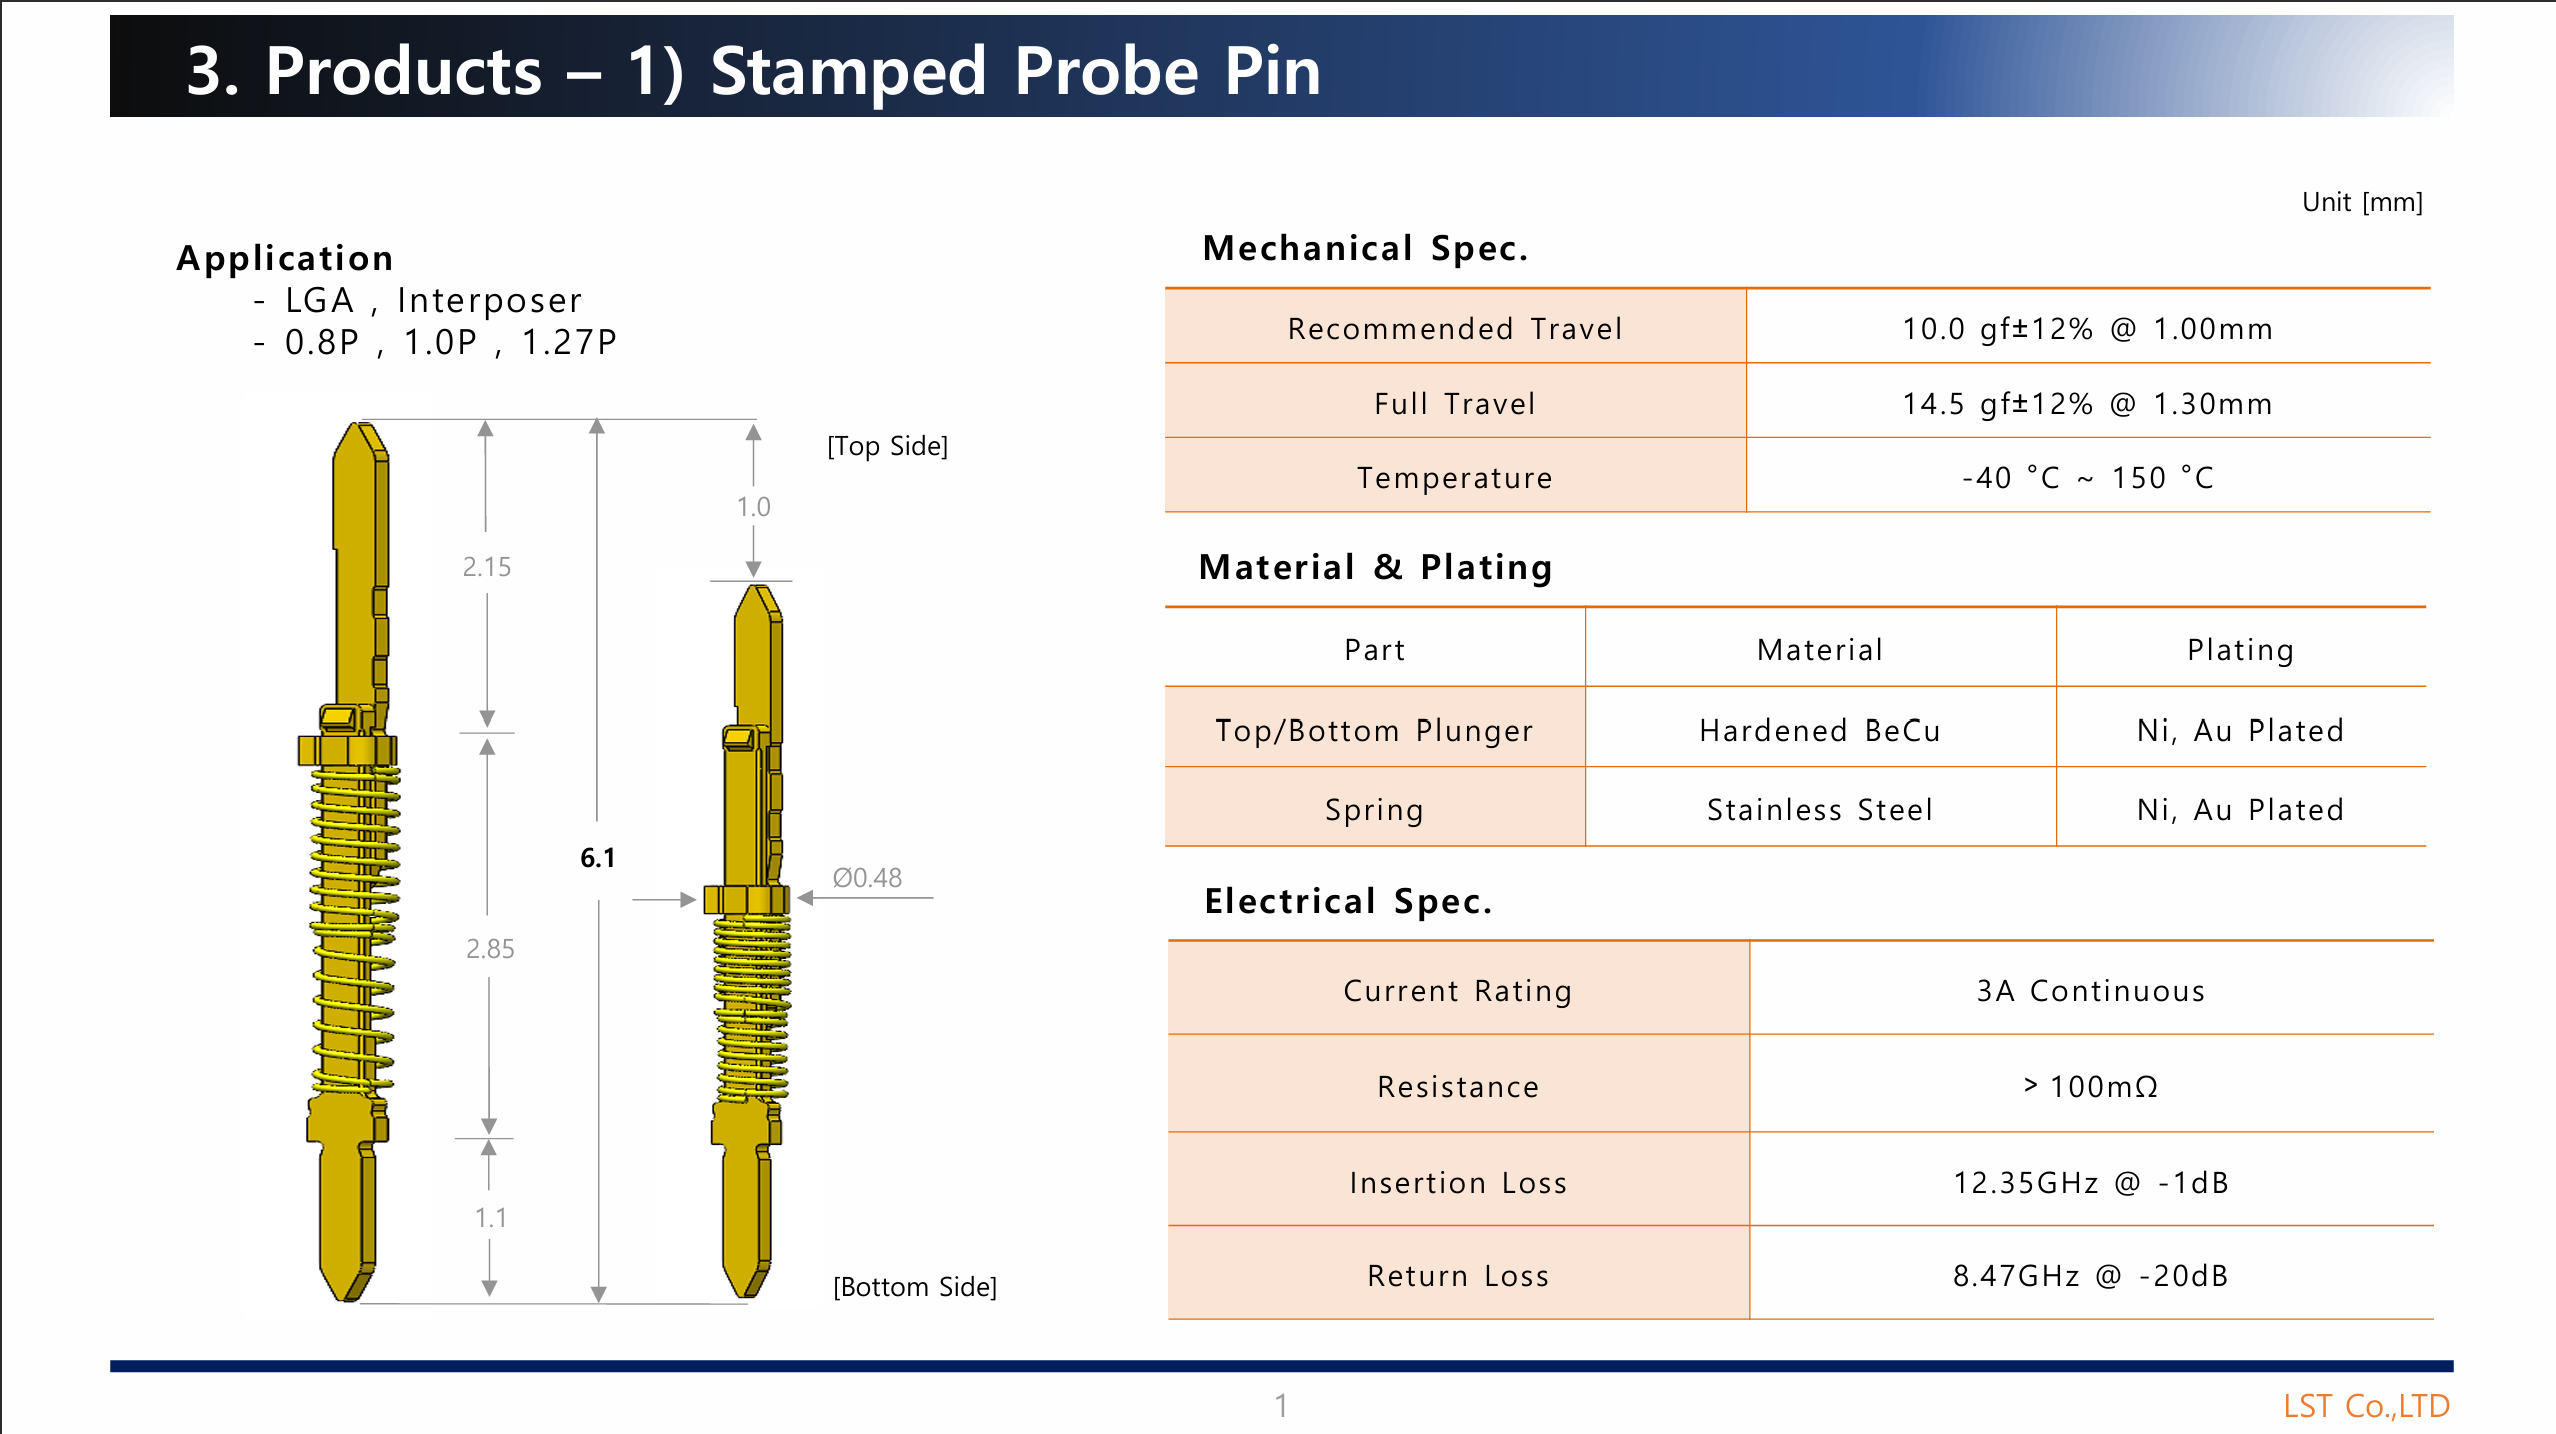 3. Products – 1) Stamped Probe Pin
Unit [mm]
Application
- LGA , Interposer
- 0.8P , 1.0P , 1.27P
[Top Side]
1.0
2.15
6.1
Ø0.48
2.85
1.1
[Bottom Side]
Mechanical Spec.
Recommended Travel 10.0 gf±12% @ 1.00mm
Full Travel 14.5 gf±12% @ 1.30mm
Temperature -40 ˚C ~ 150 ˚C
Material & Plating
Part Material Plating
Top/Bottom Plunger Hardened BeCu Ni, Au Plated
Spring Stainless Steel Ni, Au Plated
Electrical Spec.
Current Rating 3A Continuous
Resistance > 100mΩ
Insertion Loss 12.35GHz @ -1dB
Return Loss 8.47GHz @ -20dB
1
LST Co.,LTD